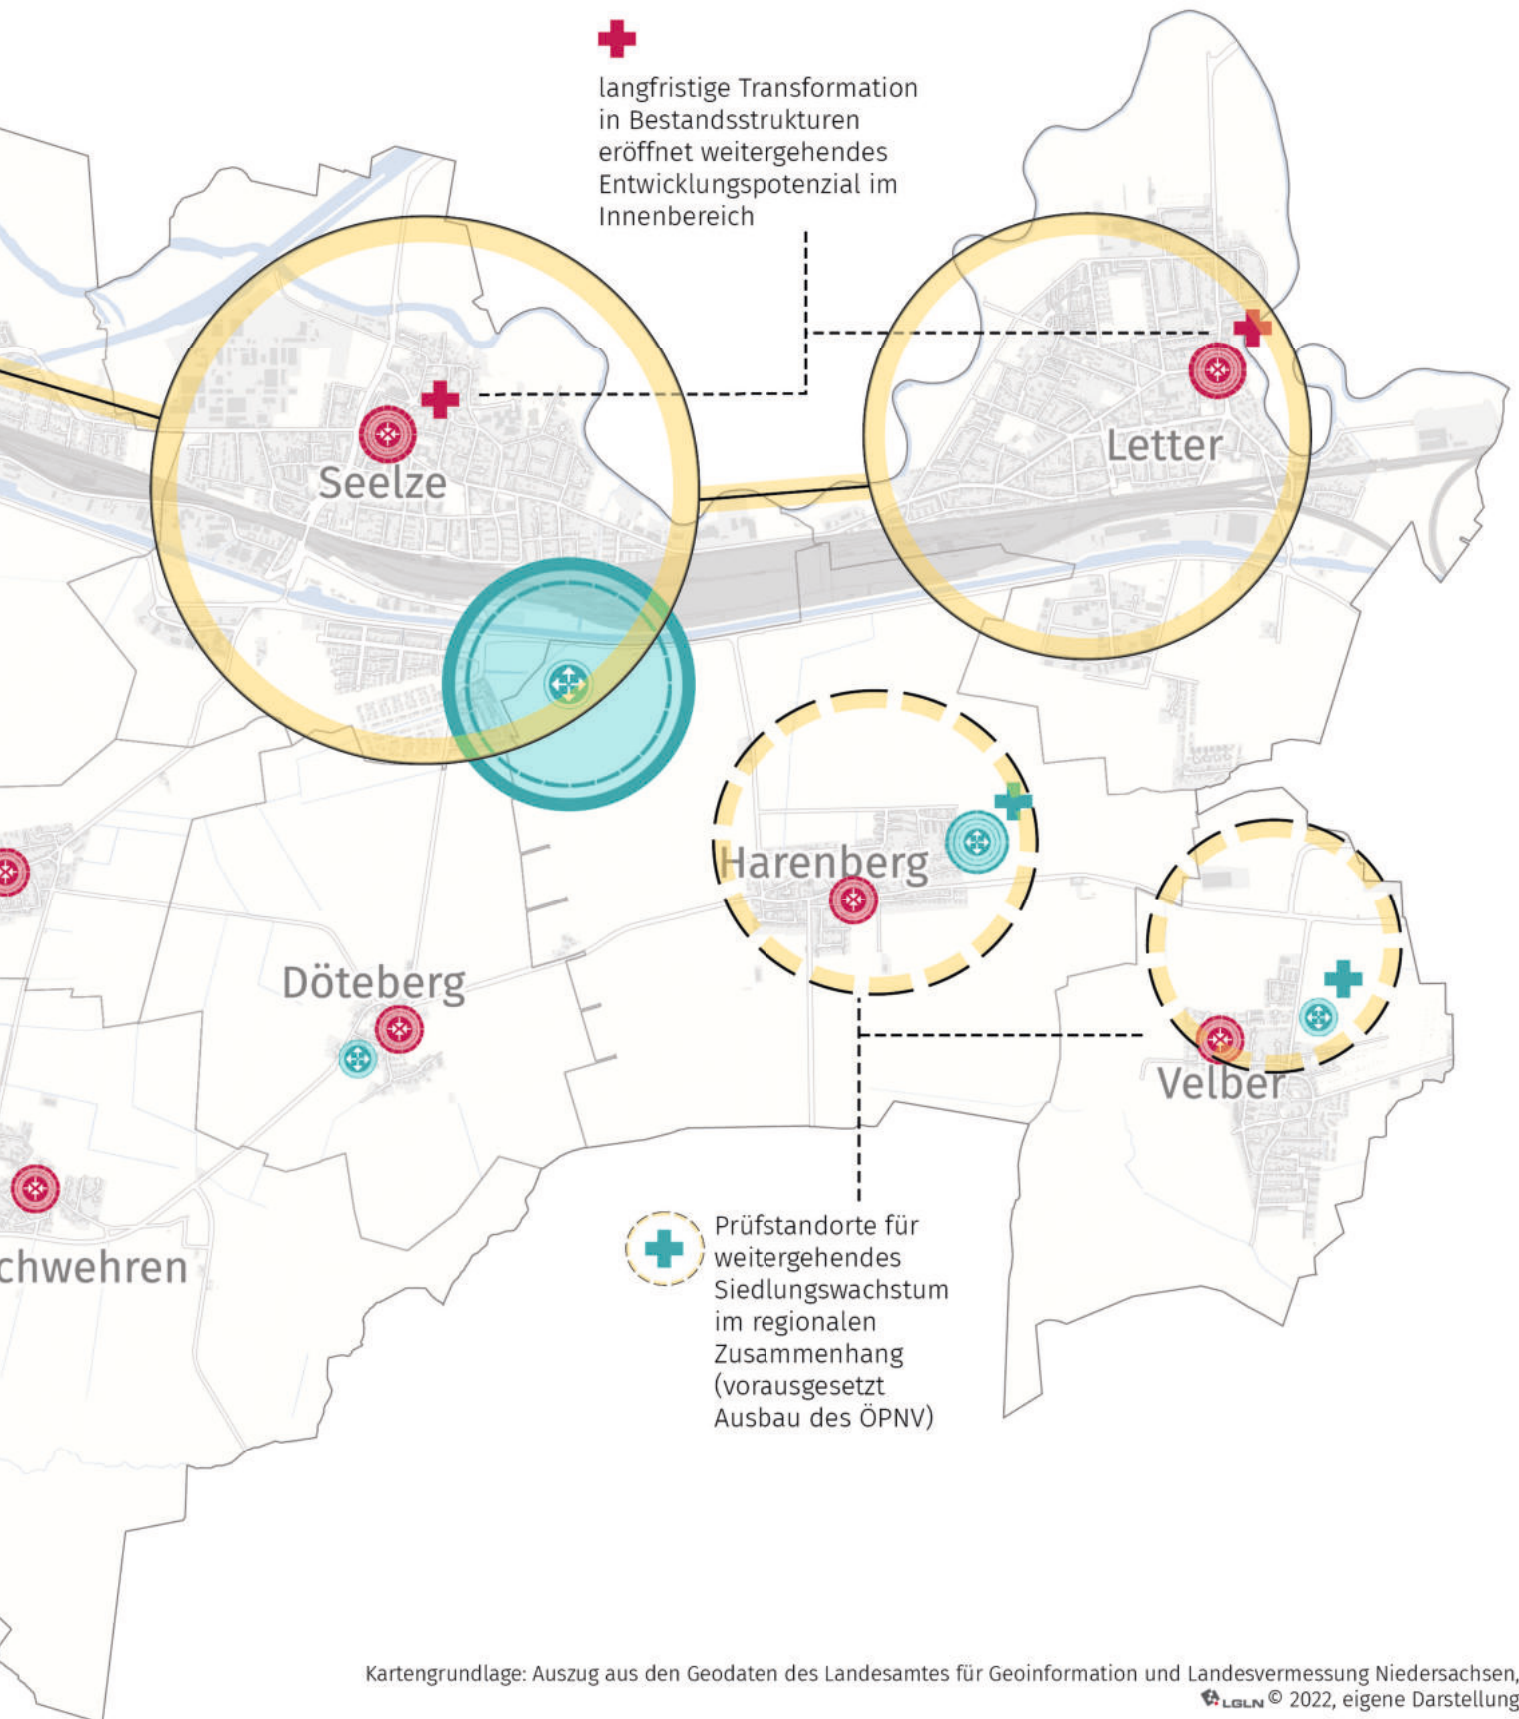 langfristige Transformation
in Bestandsstrukturen
eröffnet weitergehendes
Entwicklungspotenzial im
Innenbereich
Letter
Seelze
Harenberg
Döteberg
Velber
chwehren
Prüfstandorte für
weitergehendes
Siedlungswachstum
im regionalen
Zusammenhang
(vorausgesetzt
Ausbau des ÖPNV)
Kartengrundlage: Auszug aus den Geodaten des Landesamtes für Geoinformation und Landesvermessung Niedersachsen,
LGLN © 2022, eigene Darstellung